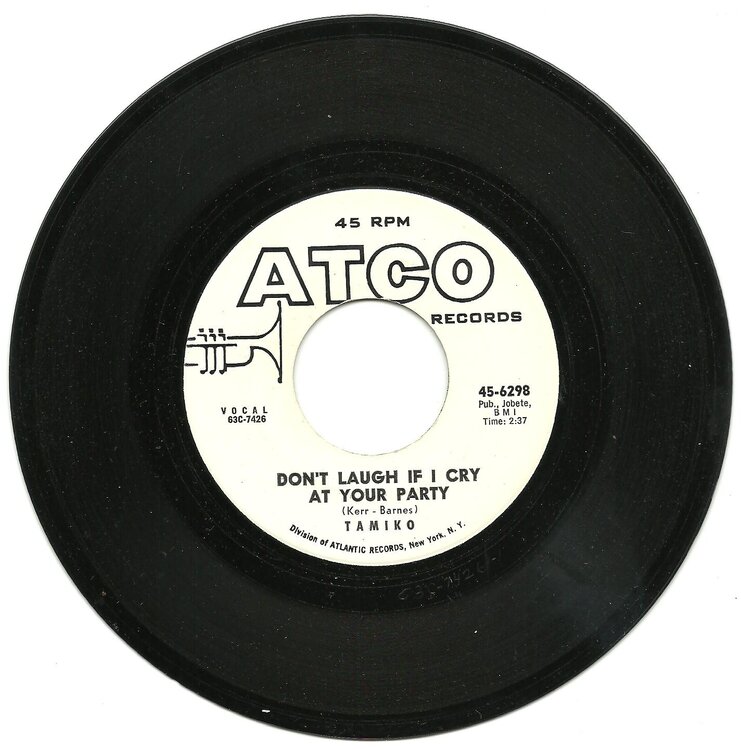 45 RPM
ATCO
RECORDS
45-6298
Pub., Jobete,
BMI
Time: 2:37
VOCAL
63C-7426
DON'T LAUGH IF I CRY
AT YOUR PARTY
(Kerr - Barnes)
TAMIKO
Division of ATLANTIC RECORDS, New York, N. Y.